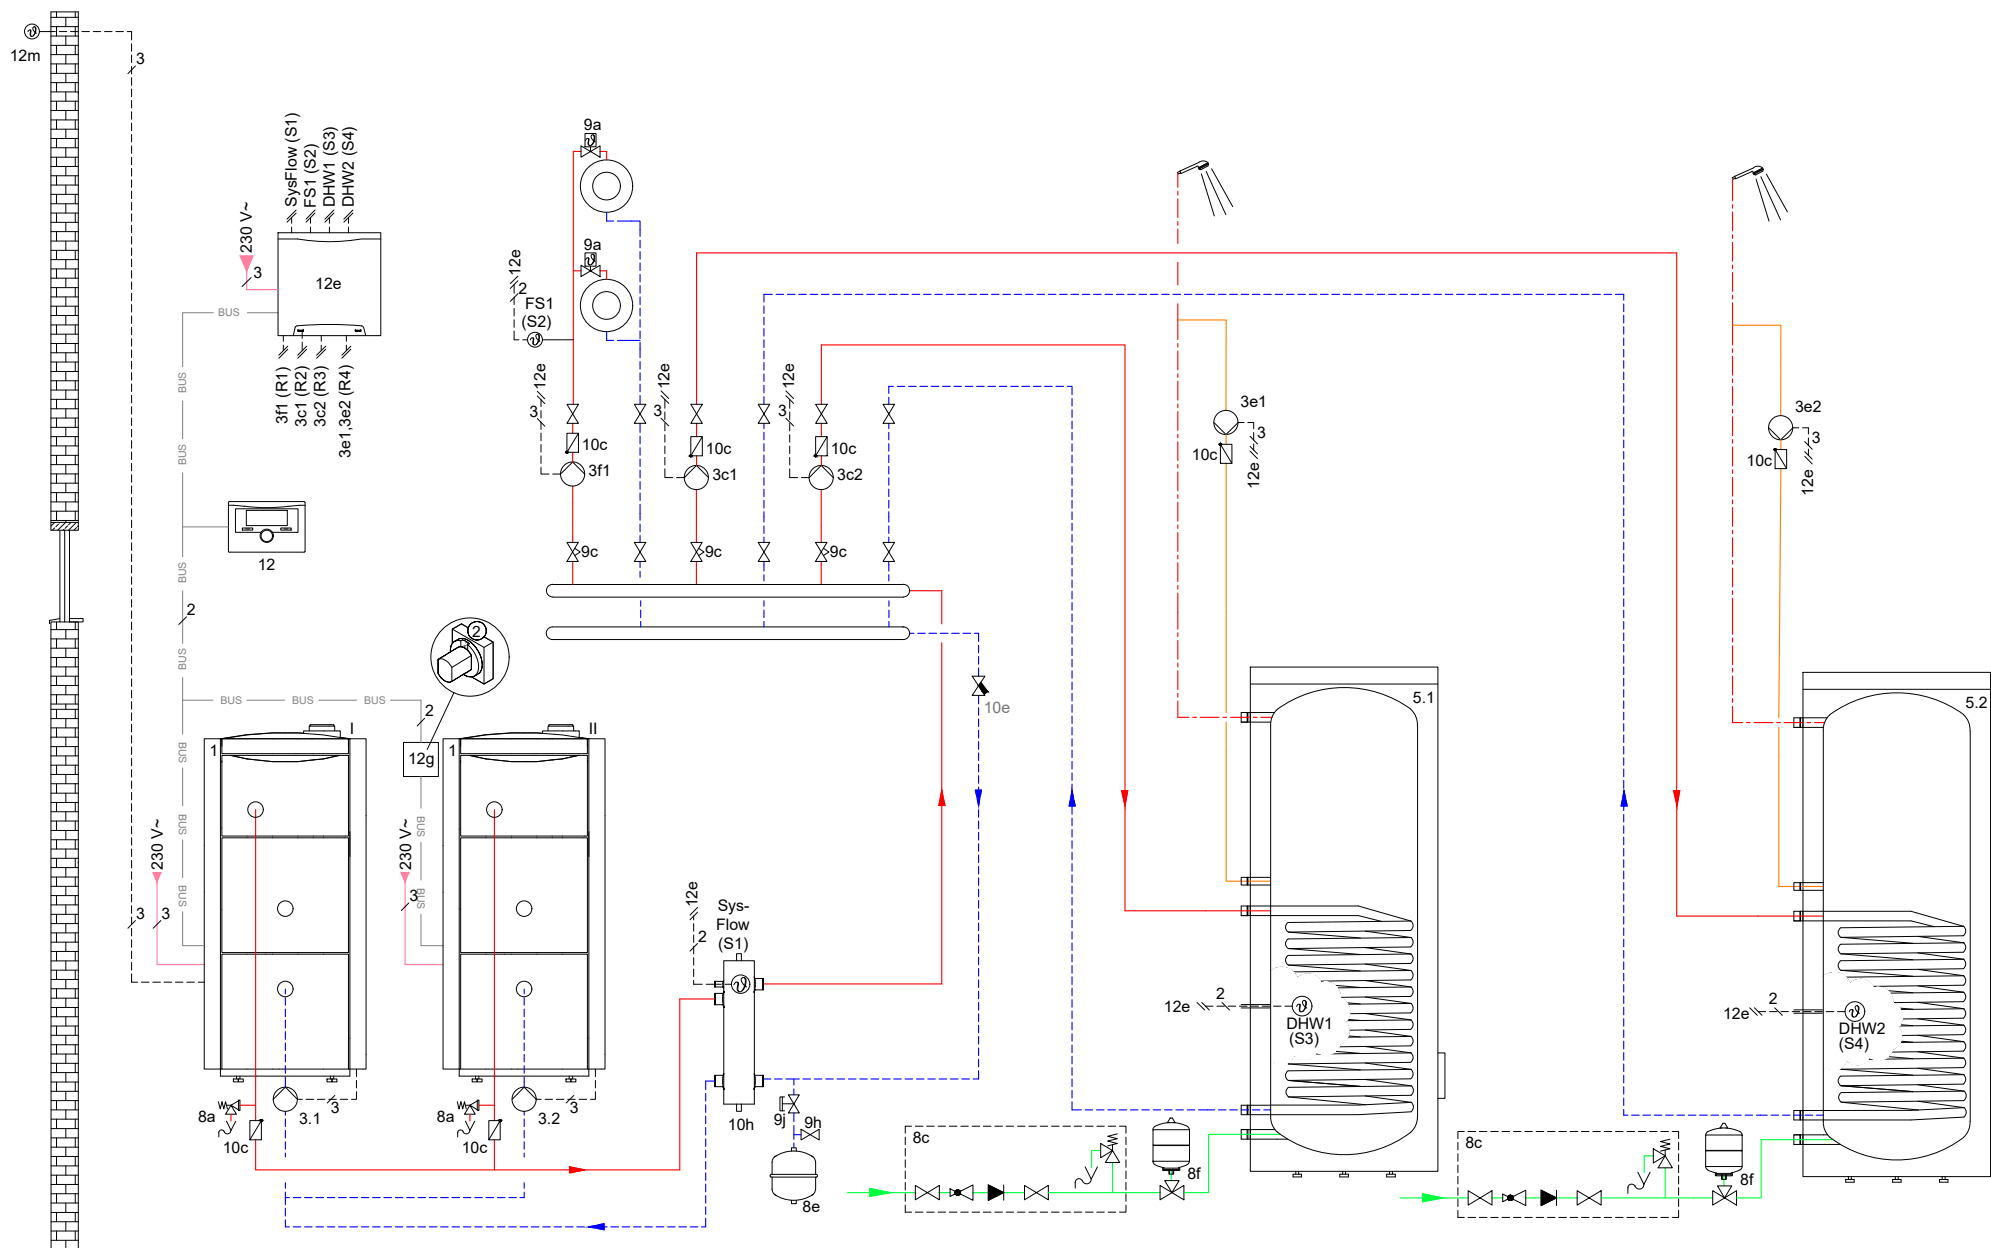 12m
3
SysFlow (S1)
FS1 (S2)
DHW1 (S3)
DHW2 (S4)
230 V~
3
12e
BUS
3f1 (R1)
3c1 (R2)
3c2 (R3)
3e1,3e2 (R4)
BUS
BUS
12
BUS
2
BUS
9a
9a
12e
2
FS1
(S2)
12e
3
10c
3f1
9c
12e
3
10c
3c1
9c
12e
3
10c
3c2
9c
3e1
3
10c
12e
3e2
3
10c
12e
2
BUS
BUS
BUS
2
10e
I
1
12g
II
1
BUS
BUS
230 V~
3
3
230 V~
3
BUS
BUS
8a
10c
3.1
3
8a
10c
3.2
3
12e
2
Sys-
Flow
(S1)
10h
9j
9h
8e
5.1
12e
2
DHW1
(S3)
8c
8f
5.2
12e
2
DHW2
(S4)
8c
8f